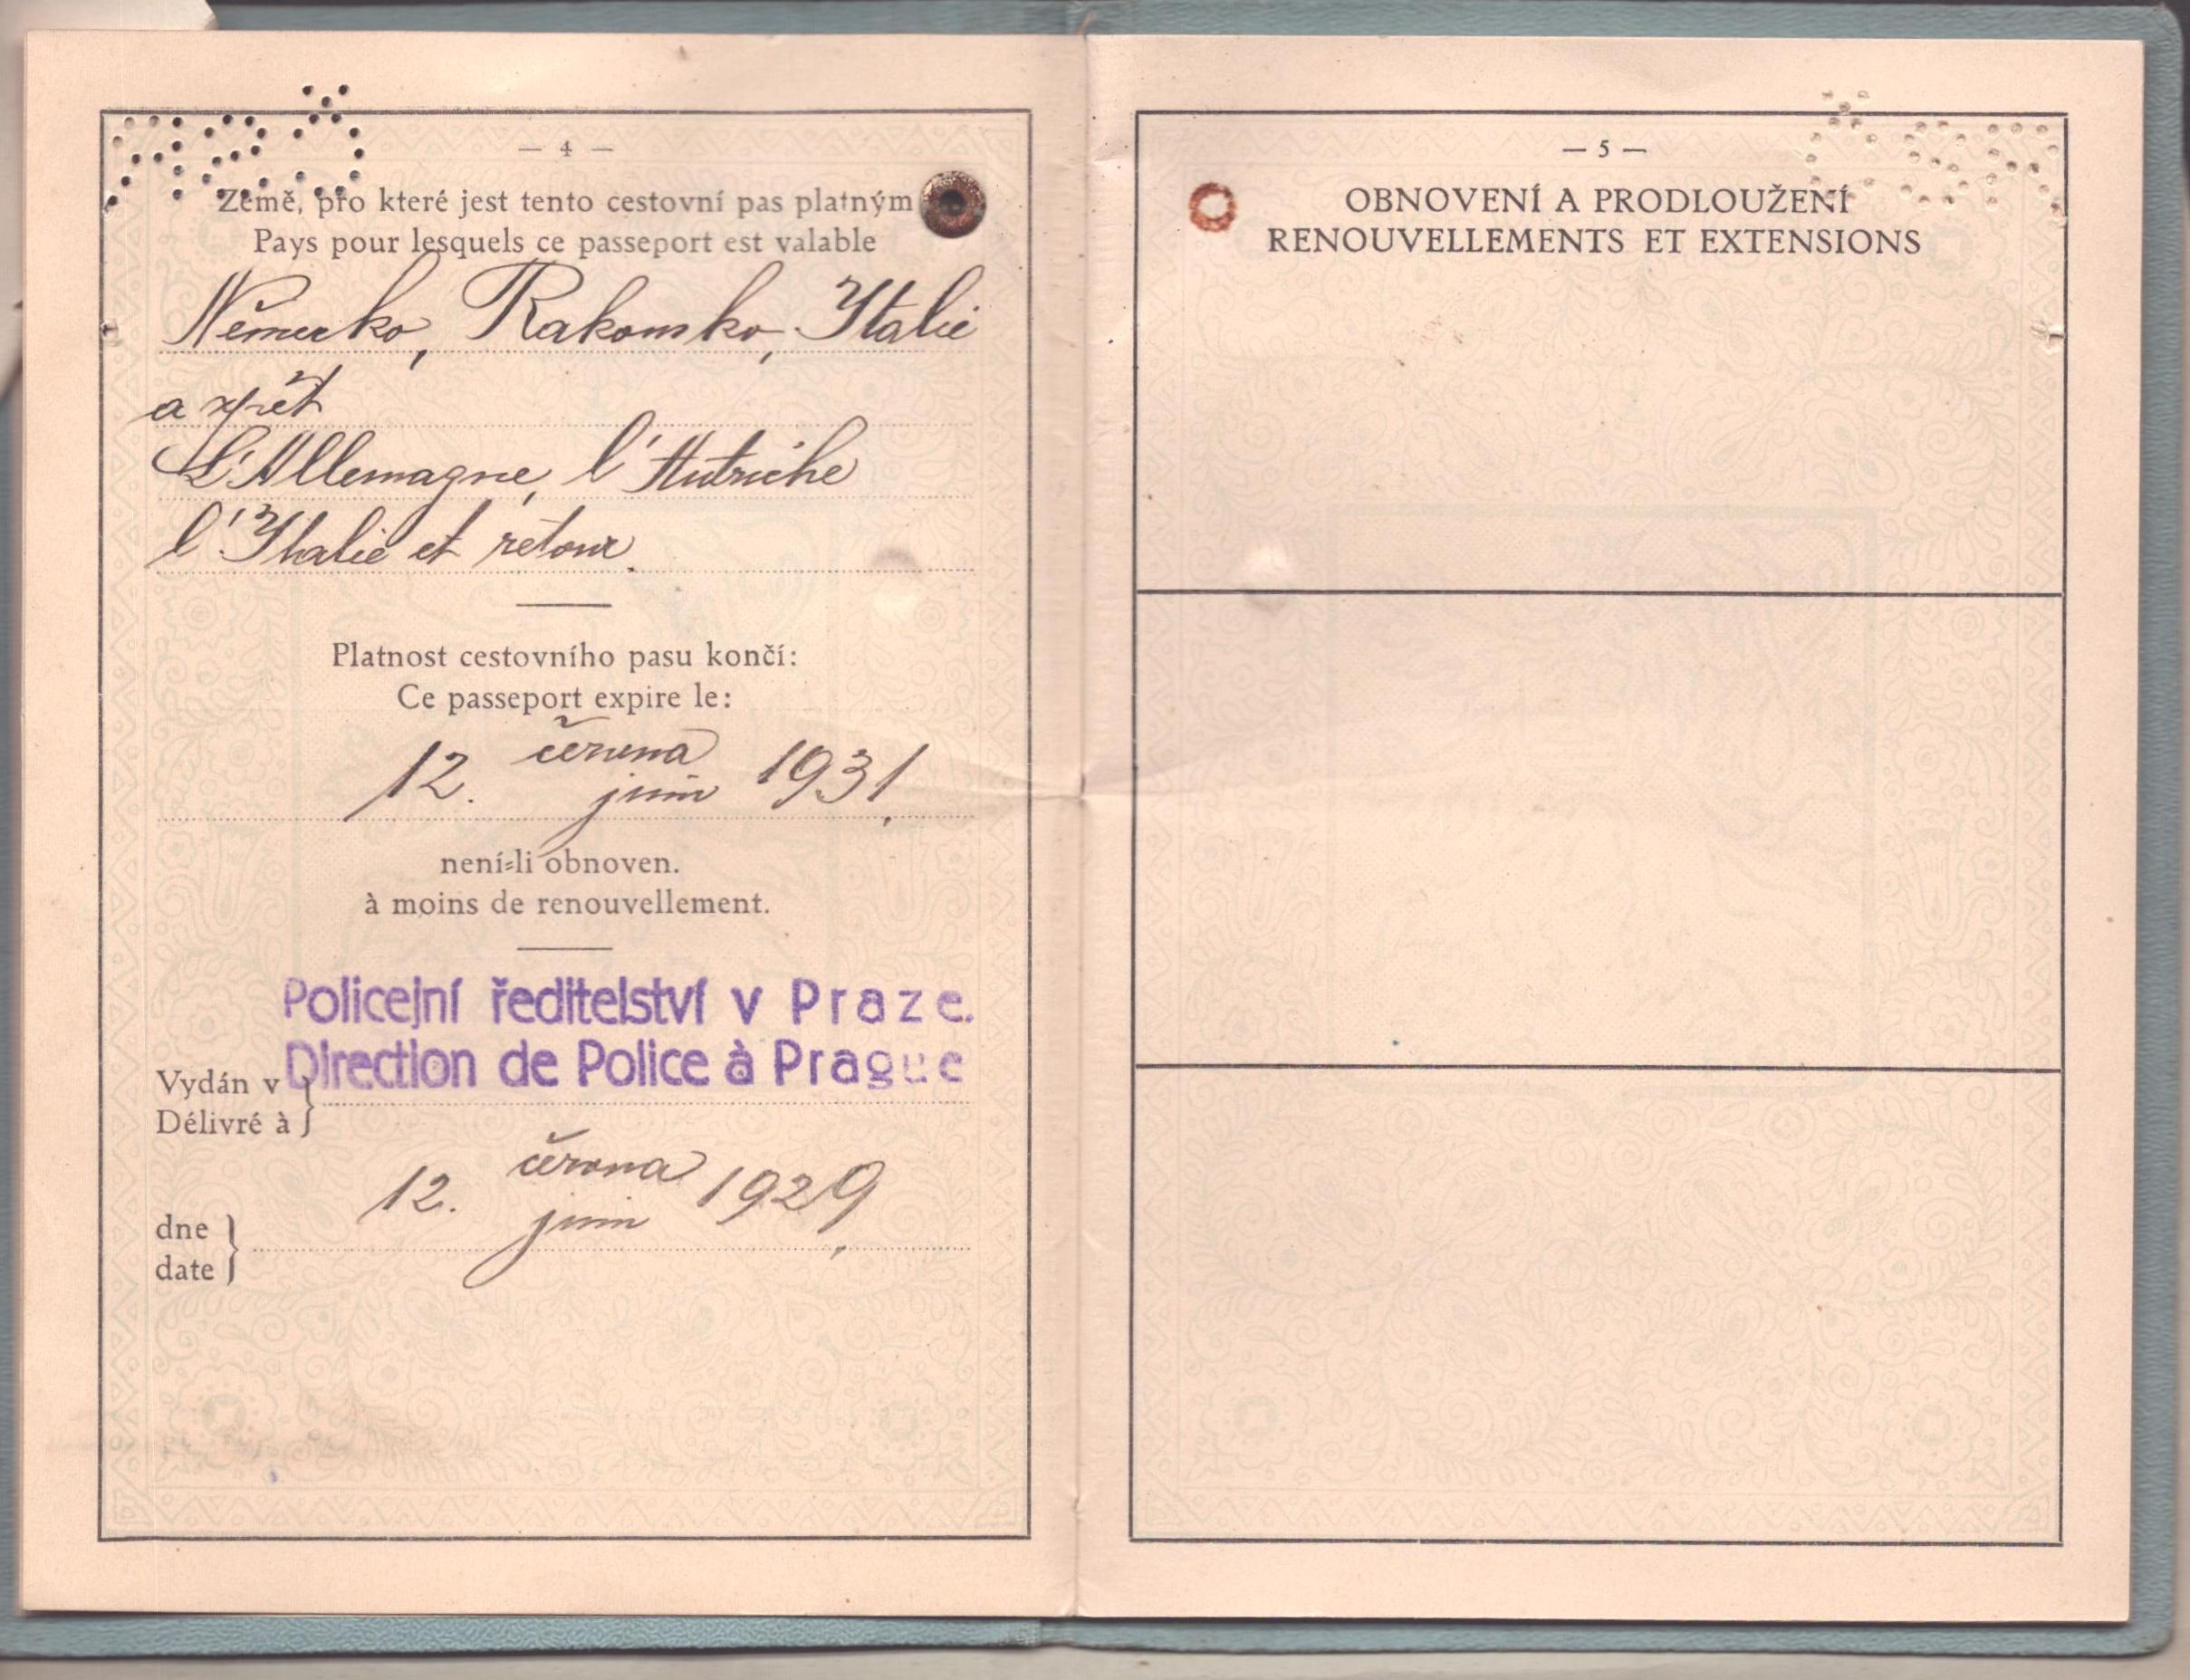 — 4 —
Země, pro které jest tento cestovní pas platným
Pays pour lesquels ce passeport est valable
Německo, Rakousko, Italie
a zpět
L'Allemagne, l'Autriche
l'Italie et retour.
Platnost cestovního pasu končí:
Ce passeport expire le:
12. června 1931.
juin
není-li obnoven.
à moins de renouvellement.
Policejní ředitelství v Praze.
Direction de Police à Prague
Vydán v
Délivré à
12. června 1929.
juin
dne
date
— 5 —
OBNOVENÍ A PRODLOUŽENÍ
RENOUVELLEMENTS ET EXTENSIONS